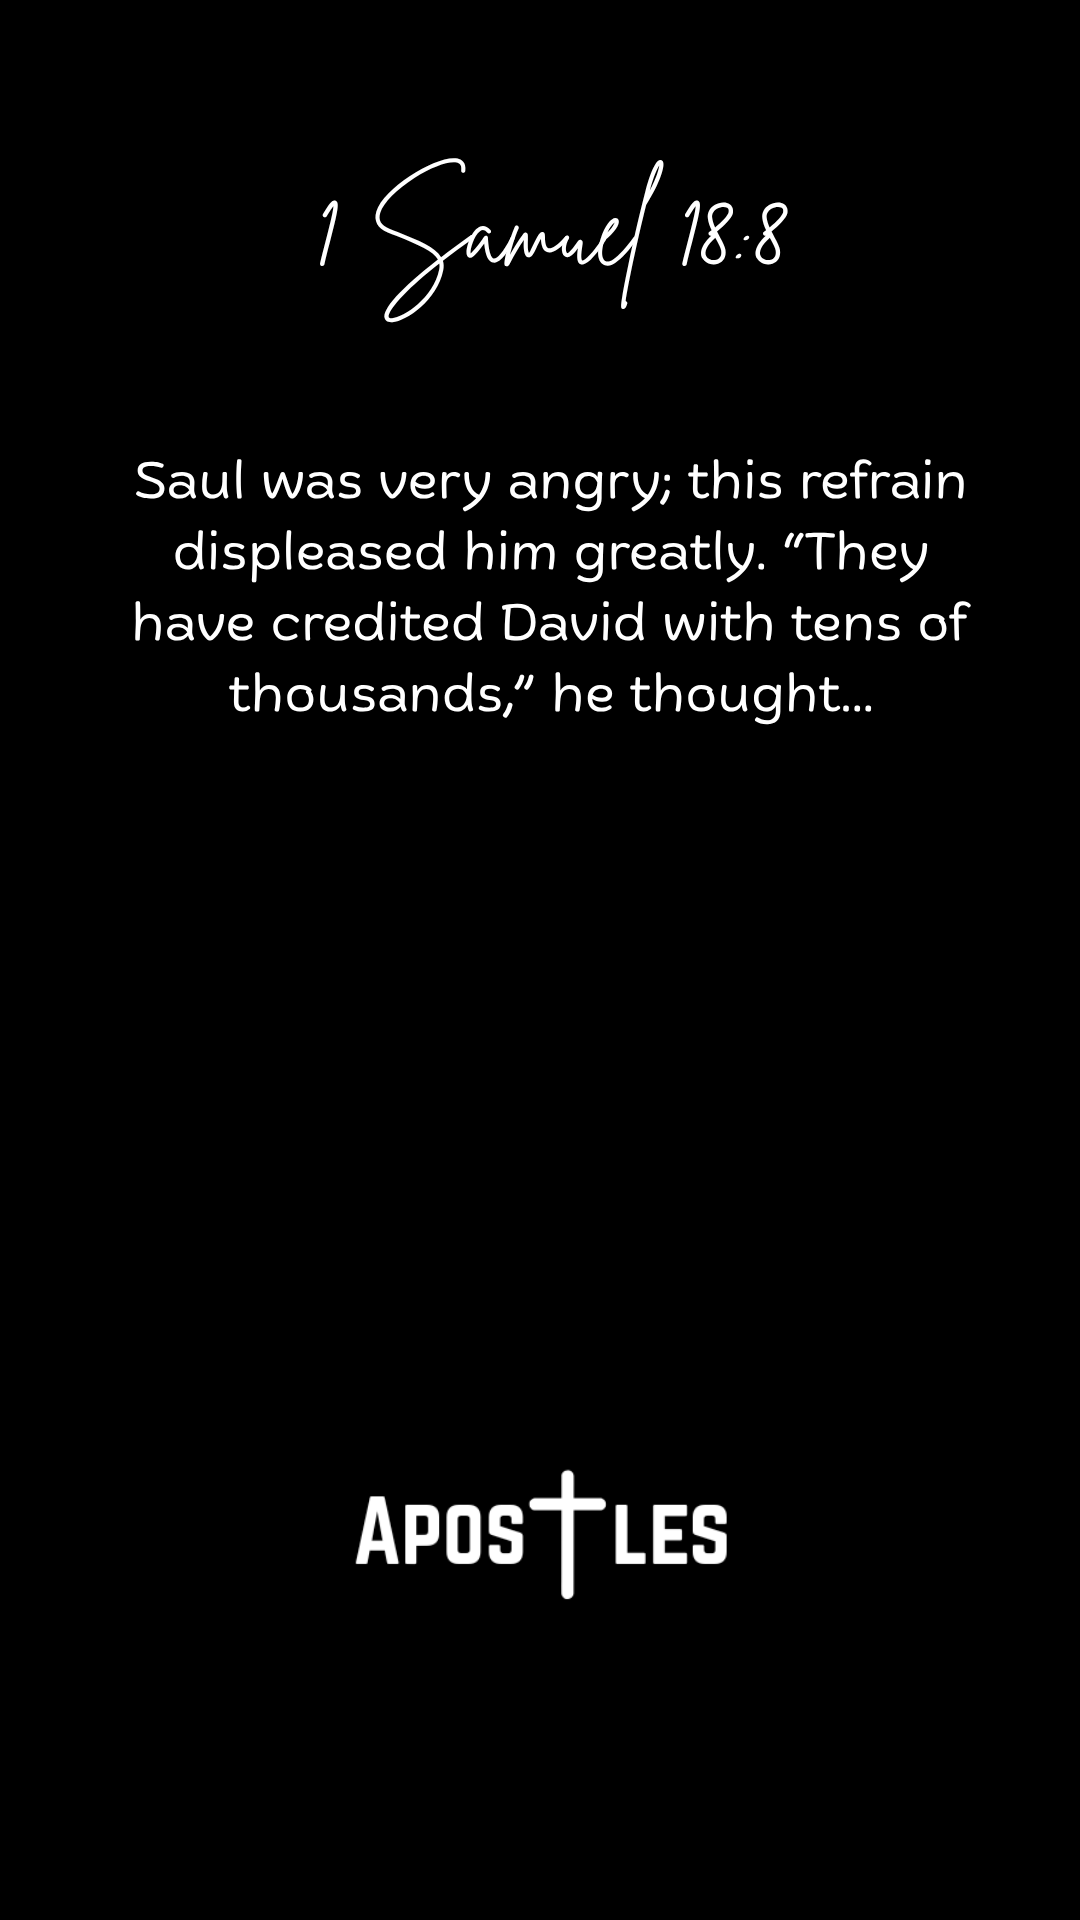 1 Samuel 18:8
Saul was very angry; this refrain
displeased him greatly. “They
have credited David with tens of
thousands,” he thought...
APOSTLES